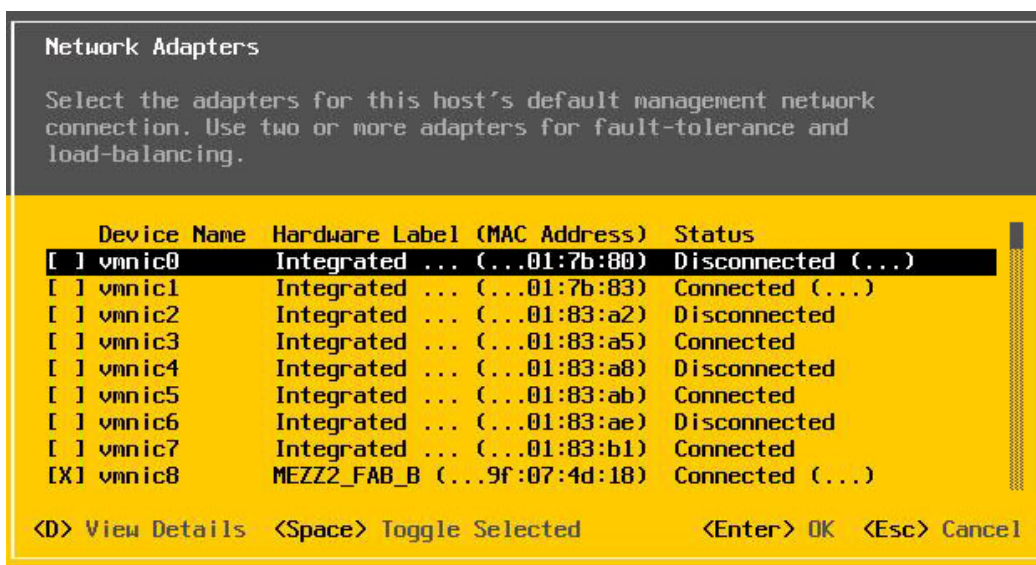 Network Adapters
Select the adapters for this host's default management network
connection. Use two or more adapters for fault-tolerance and
load-balancing.
Device Name Hardware Label (MAC Address) Status
[ ] vmnic0 Integrated ... (...01:7b:80) Disconnected (...)
[ ] vmnic1 Integrated ... (...01:7b:83) Connected (...)
[ ] vmnic2 Integrated ... (...01:83:a2) Disconnected
[ ] vmnic3 Integrated ... (...01:83:a5) Connected
[ ] vmnic4 Integrated ... (...01:83:a8) Disconnected
[ ] vmnic5 Integrated ... (...01:83:ab) Connected
[ ] vmnic6 Integrated ... (...01:83:ae) Disconnected
[ ] vmnic7 Integrated ... (...01:83:b1) Connected
[X] vmnic8 MEZZ2_FAB_B (...9f:07:4d:18) Connected (...)
<D> View Details <Space> Toggle Selected <Enter> OK <Esc> Cancel